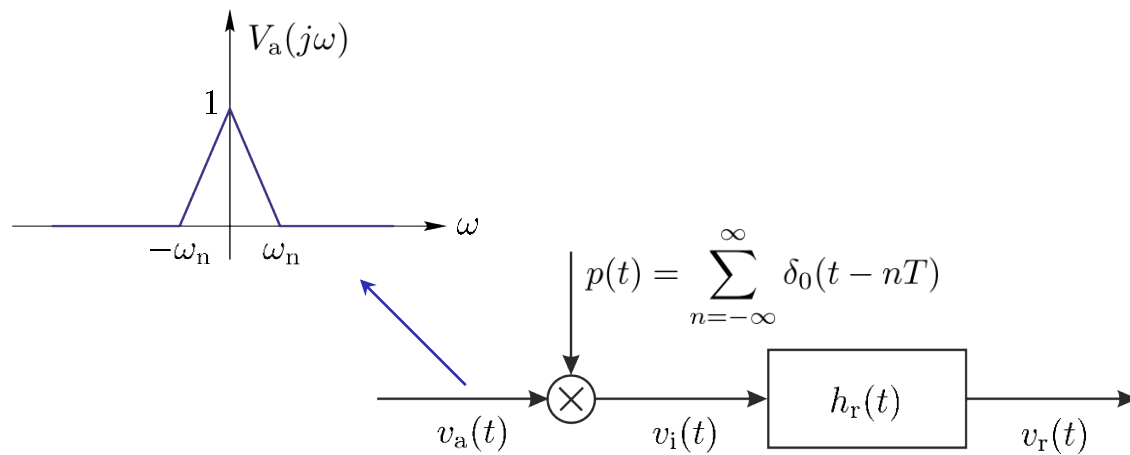 V_a(jω)
1
ω
−ω_n ω_n
p(t) = ∑_{n=−∞}^{∞} δ_0(t − nT)
h_r(t)
v_a(t) v_i(t) v_r(t)